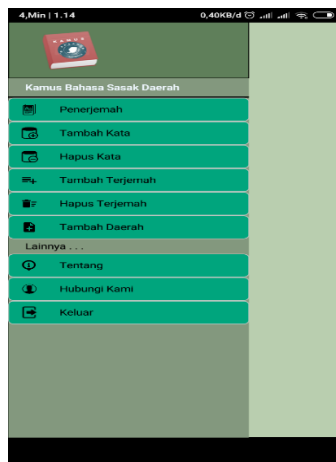 4,Min | 1.14 0,40KB/d
KAMUS
Kamus Bahasa Sasak Daerah
Penerjemah
Tambah Kata
Hapus Kata
Tambah Terjemah
Hapus Terjemah
Tambah Daerah
Lainnya . . .
Tentang
Hubungi Kami
Keluar